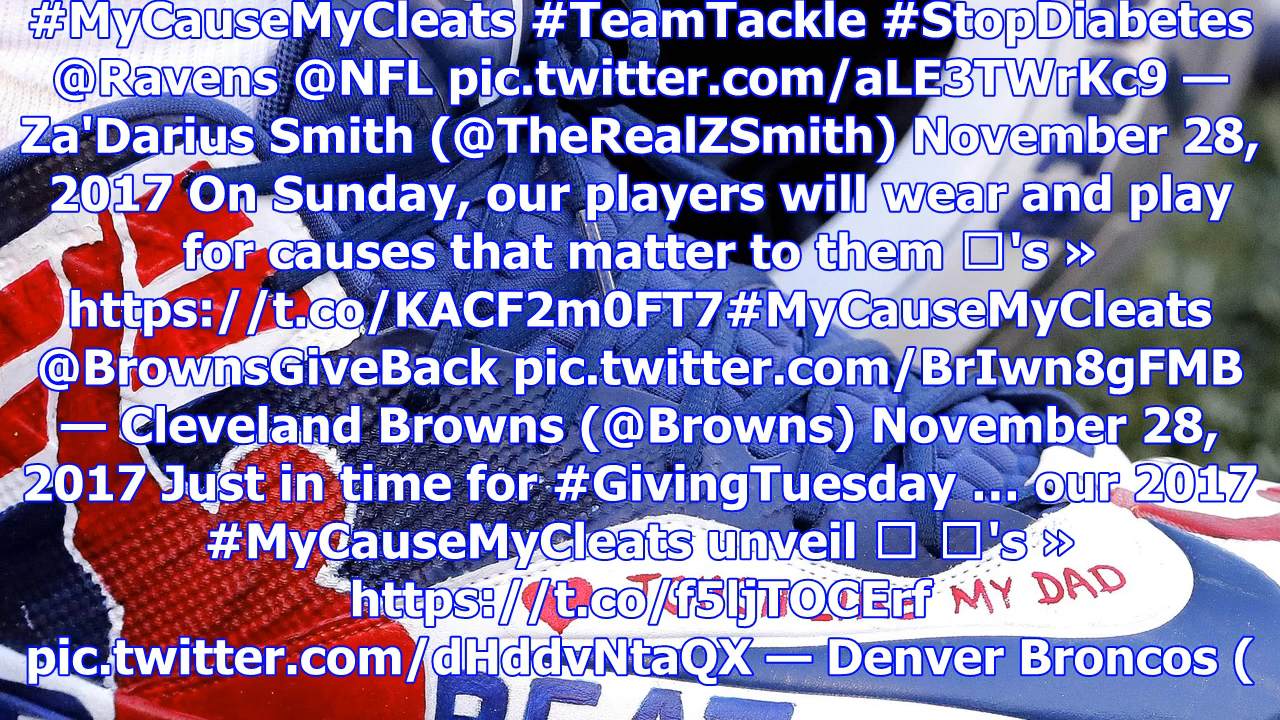 #MyCauseMyCleats #TeamTackle #StopDiabetes
@Ravens @NFL pic.twitter.com/aLE3TWrKc9 —
Za'Darius Smith (@TheRealZSmith) November 28,
2017 On Sunday, our players will wear and play
for causes that matter to them □'s »
https://t.co/KACF2m0FT7#MyCauseMyCleats
@BrownsGiveBack pic.twitter.com/BrIwn8gFMB
— Cleveland Browns (@Browns) November 28,
2017 Just in time for #GivingTuesday ... our 2017
#MyCauseMyCleats unveil □ □'s »
https://t.co/f5ljTOCErf
MY DAD
pic.twitter.com/dHddvNtaQX — Denver Broncos (
BEAT